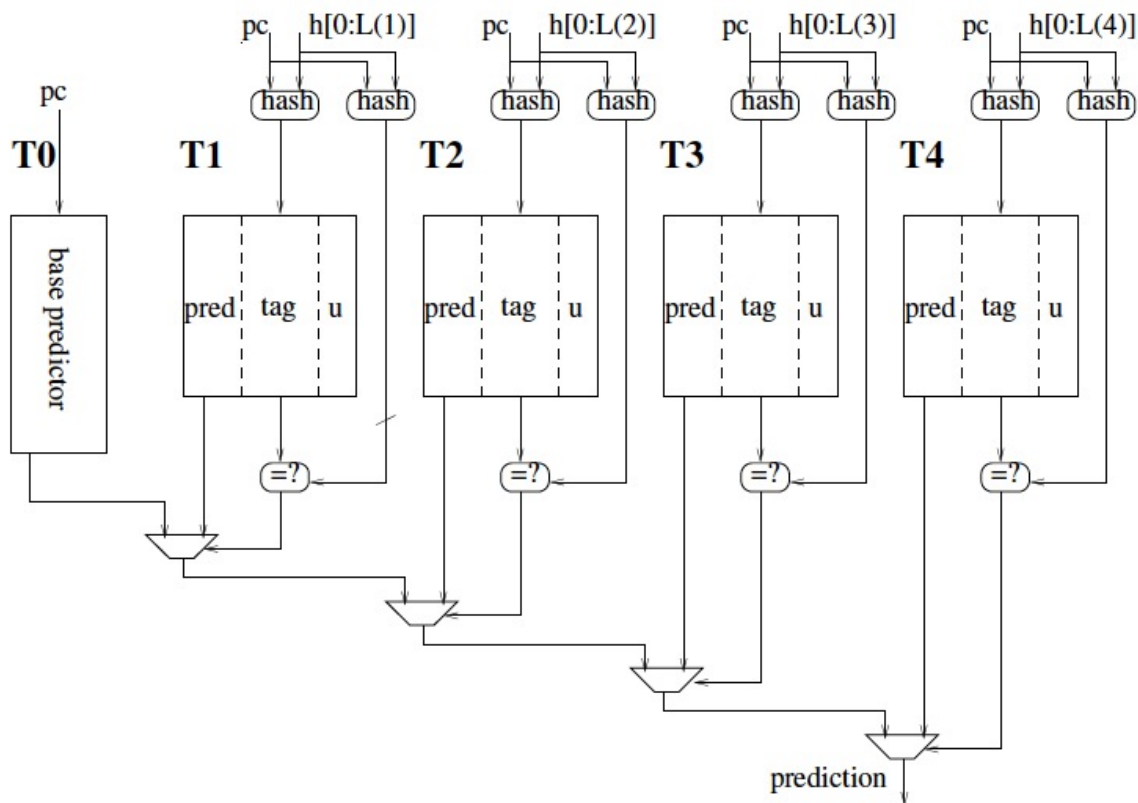 pc h[0:L(1)] pc h[0:L(2)] pc h[0:L(3)] pc h[0:L(4)]
pc hash hash hash hash hash hash hash hash
T0 T1 T2 T3 T4
base predictor
pred tag u pred tag u pred tag u pred tag u
=? =? =? =?
prediction